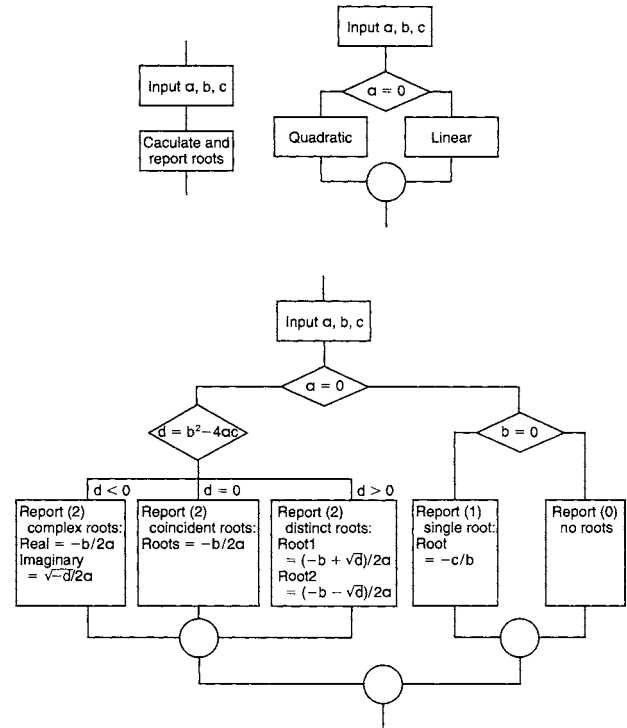 Input a, b, c
Caculate and
report roots
Input a, b, c
a = 0
Quadratic
Linear
Input a, b, c
a = 0
d = b²−4ac
b = 0
d < 0
d = 0
d > 0
Report (2)
complex roots:
Real = −b/2a
Imaginary
= √−d/2a
Report (2)
coincident roots:
Roots = −b/2a
Report (2)
distinct roots:
Root1
= (−b + √d)/2a
Root2
= (−b − √d)/2a
Report (1)
single root:
Root
= −c/b
Report (0)
no roots